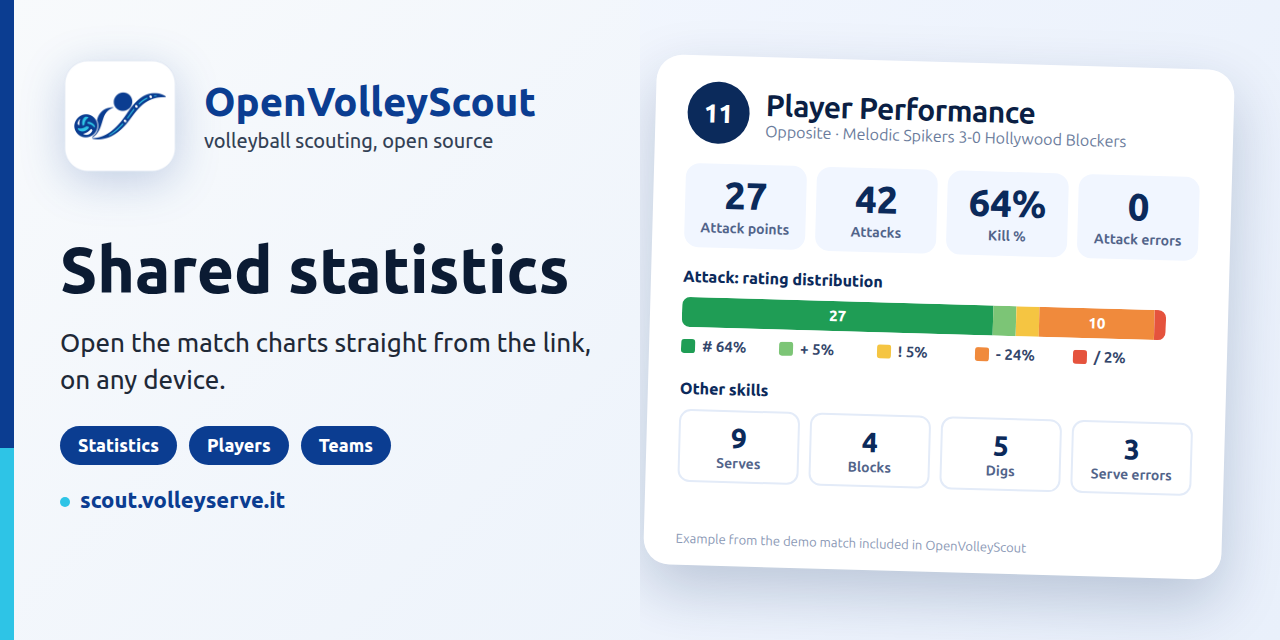 OpenVolleyScout
volleyball scouting, open source
Shared statistics
Open the match charts straight from the link,
on any device.
Statistics Players Teams
scout.volleyserve.it
11
Player Performance
Opposite · Melodic Spikers 3-0 Hollywood Blockers
27 42 64% 0
Attack points Attacks Kill % Attack errors
Attack: rating distribution
27 10
# 64% + 5% ! 5% - 24% / 2%
Other skills
9 4 5 3
Serves Blocks Digs Serve errors
Example from the demo match included in OpenVolleyScout